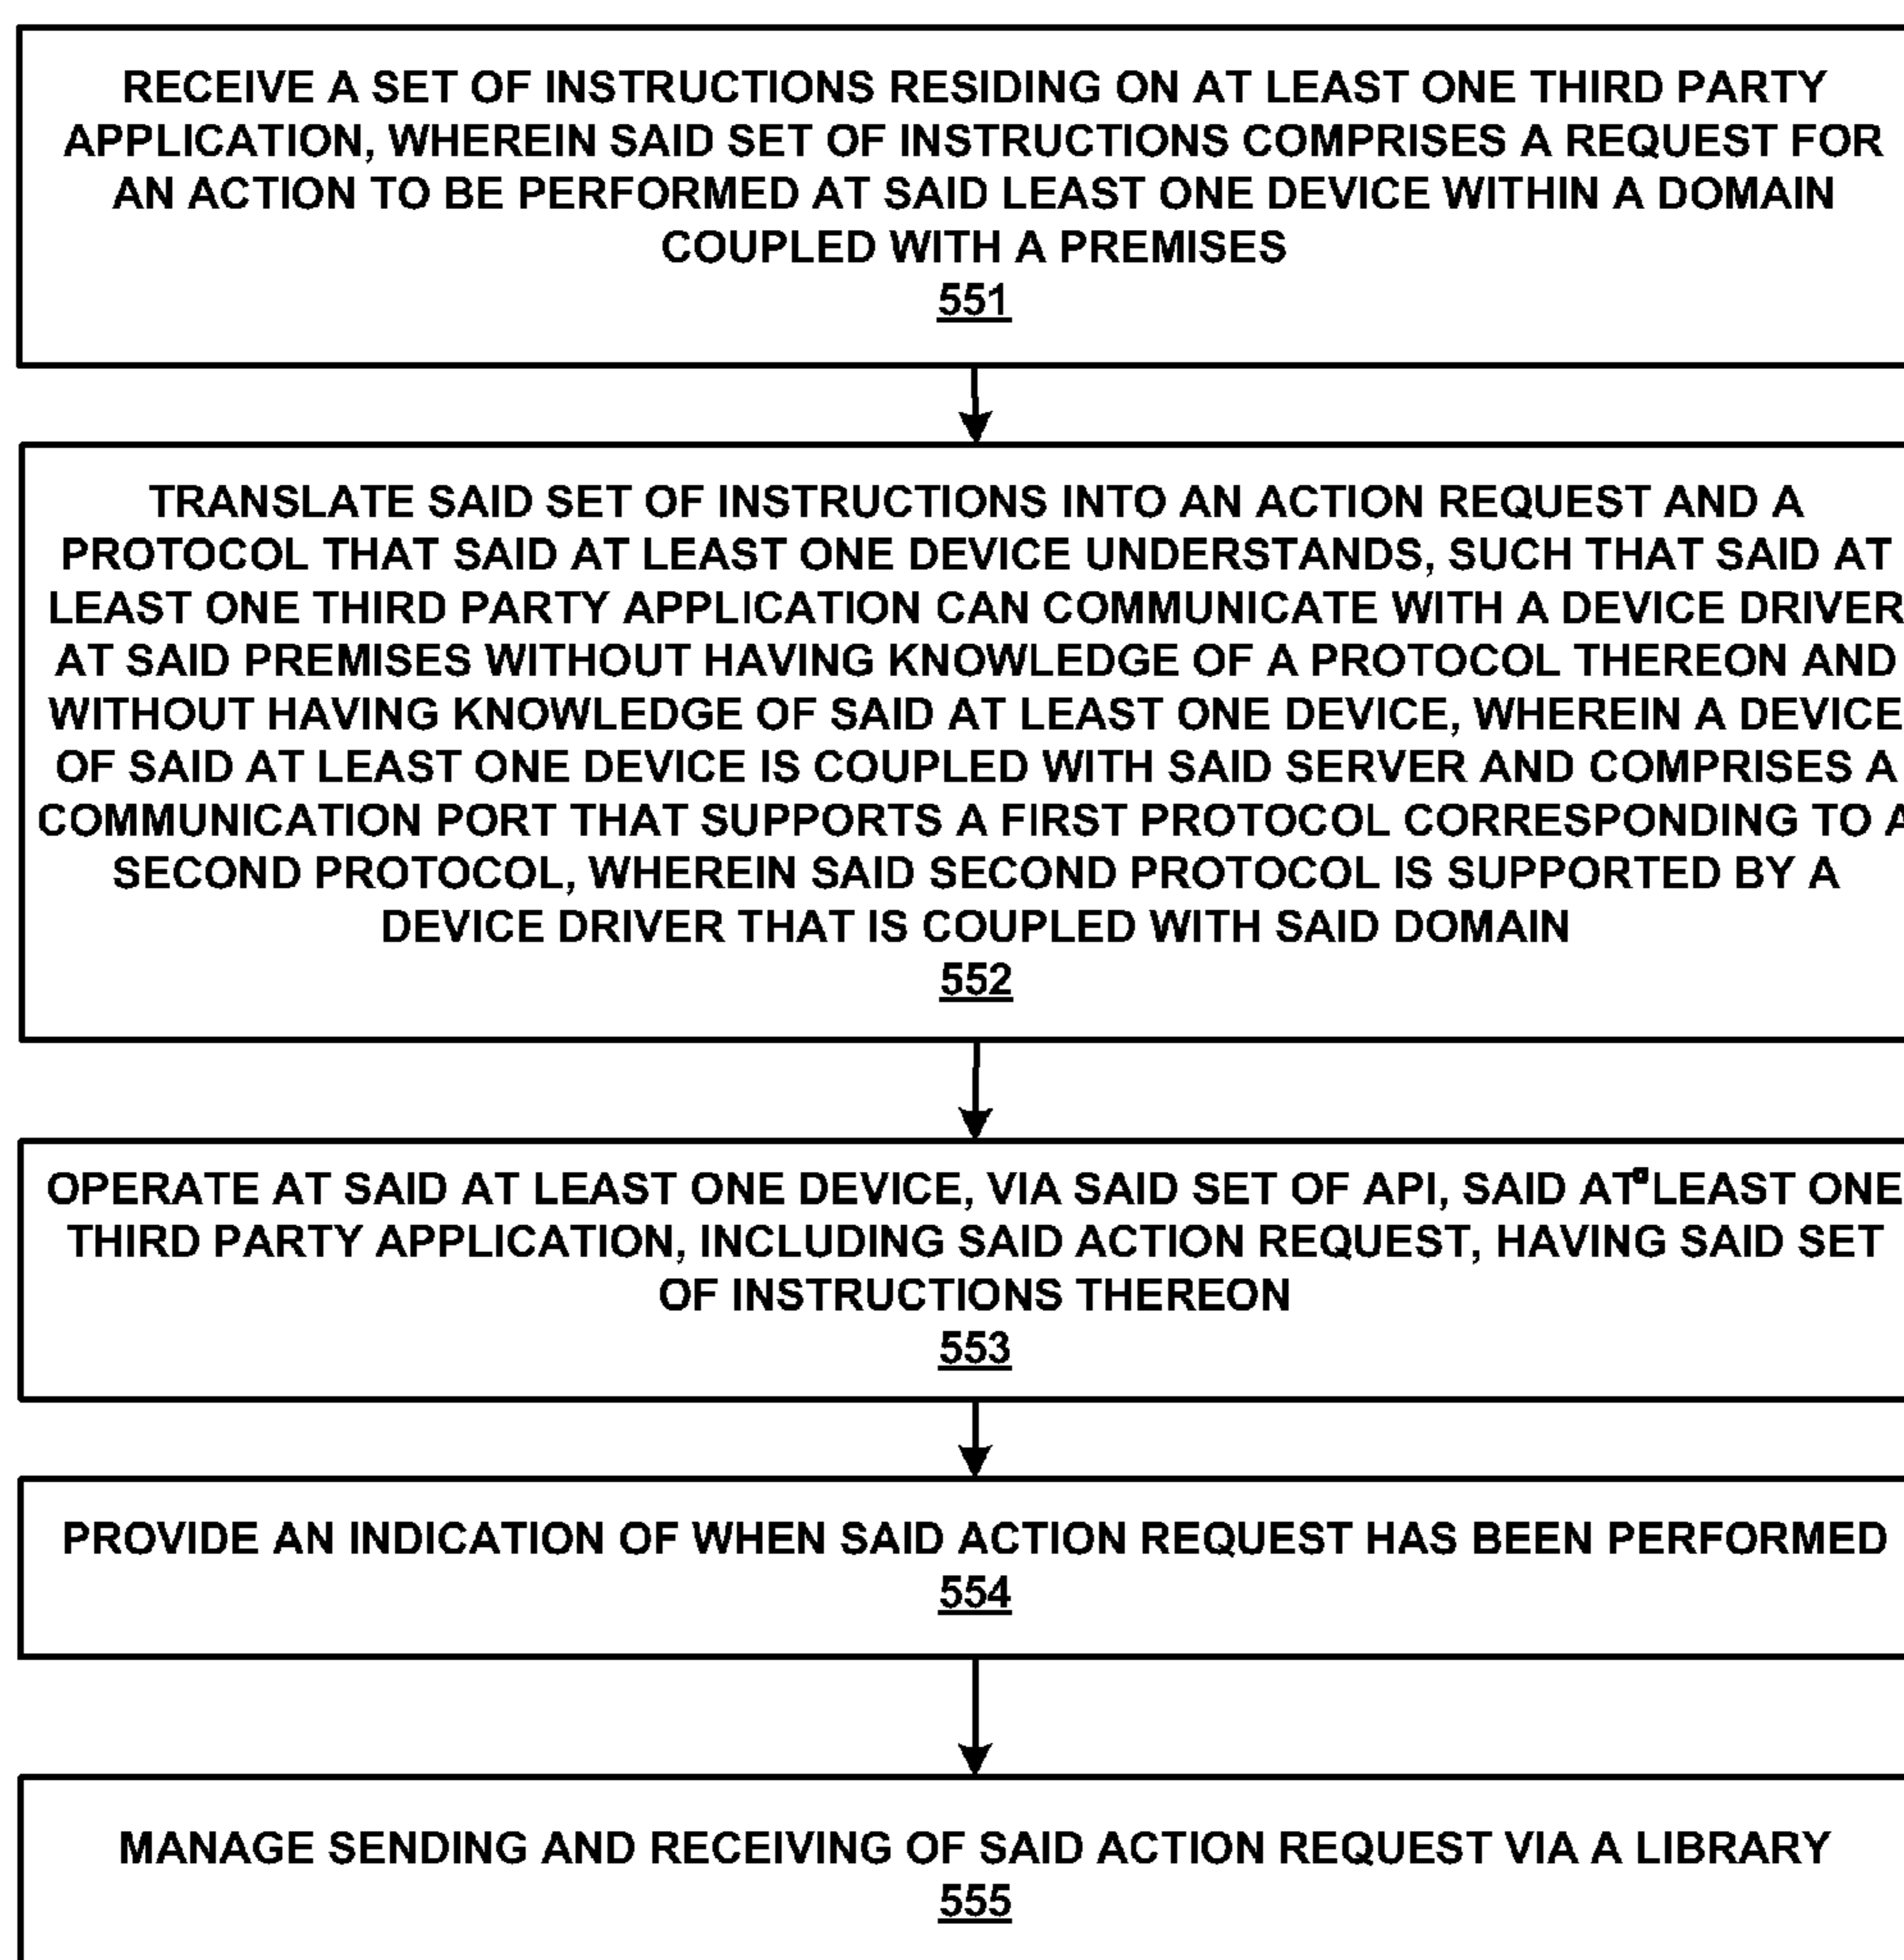 RECEIVE A SET OF INSTRUCTIONS RESIDING ON AT LEAST ONE THIRD PARTY
APPLICATION, WHEREIN SAID SET OF INSTRUCTIONS COMPRISES A REQUEST FOR
AN ACTION TO BE PERFORMED AT SAID LEAST ONE DEVICE WITHIN A DOMAIN
COUPLED WITH A PREMISES
551
TRANSLATE SAID SET OF INSTRUCTIONS INTO AN ACTION REQUEST AND A
PROTOCOL THAT SAID AT LEAST ONE DEVICE UNDERSTANDS, SUCH THAT SAID AT
LEAST ONE THIRD PARTY APPLICATION CAN COMMUNICATE WITH A DEVICE DRIVER
AT SAID PREMISES WITHOUT HAVING KNOWLEDGE OF A PROTOCOL THEREON AND
WITHOUT HAVING KNOWLEDGE OF SAID AT LEAST ONE DEVICE, WHEREIN A DEVICE
OF SAID AT LEAST ONE DEVICE IS COUPLED WITH SAID SERVER AND COMPRISES A
COMMUNICATION PORT THAT SUPPORTS A FIRST PROTOCOL CORRESPONDING TO A
SECOND PROTOCOL, WHEREIN SAID SECOND PROTOCOL IS SUPPORTED BY A
DEVICE DRIVER THAT IS COUPLED WITH SAID DOMAIN
552
OPERATE AT SAID AT LEAST ONE DEVICE, VIA SAID SET OF API, SAID AT LEAST ONE
THIRD PARTY APPLICATION, INCLUDING SAID ACTION REQUEST, HAVING SAID SET
OF INSTRUCTIONS THEREON
553
PROVIDE AN INDICATION OF WHEN SAID ACTION REQUEST HAS BEEN PERFORMED
554
MANAGE SENDING AND RECEIVING OF SAID ACTION REQUEST VIA A LIBRARY
555